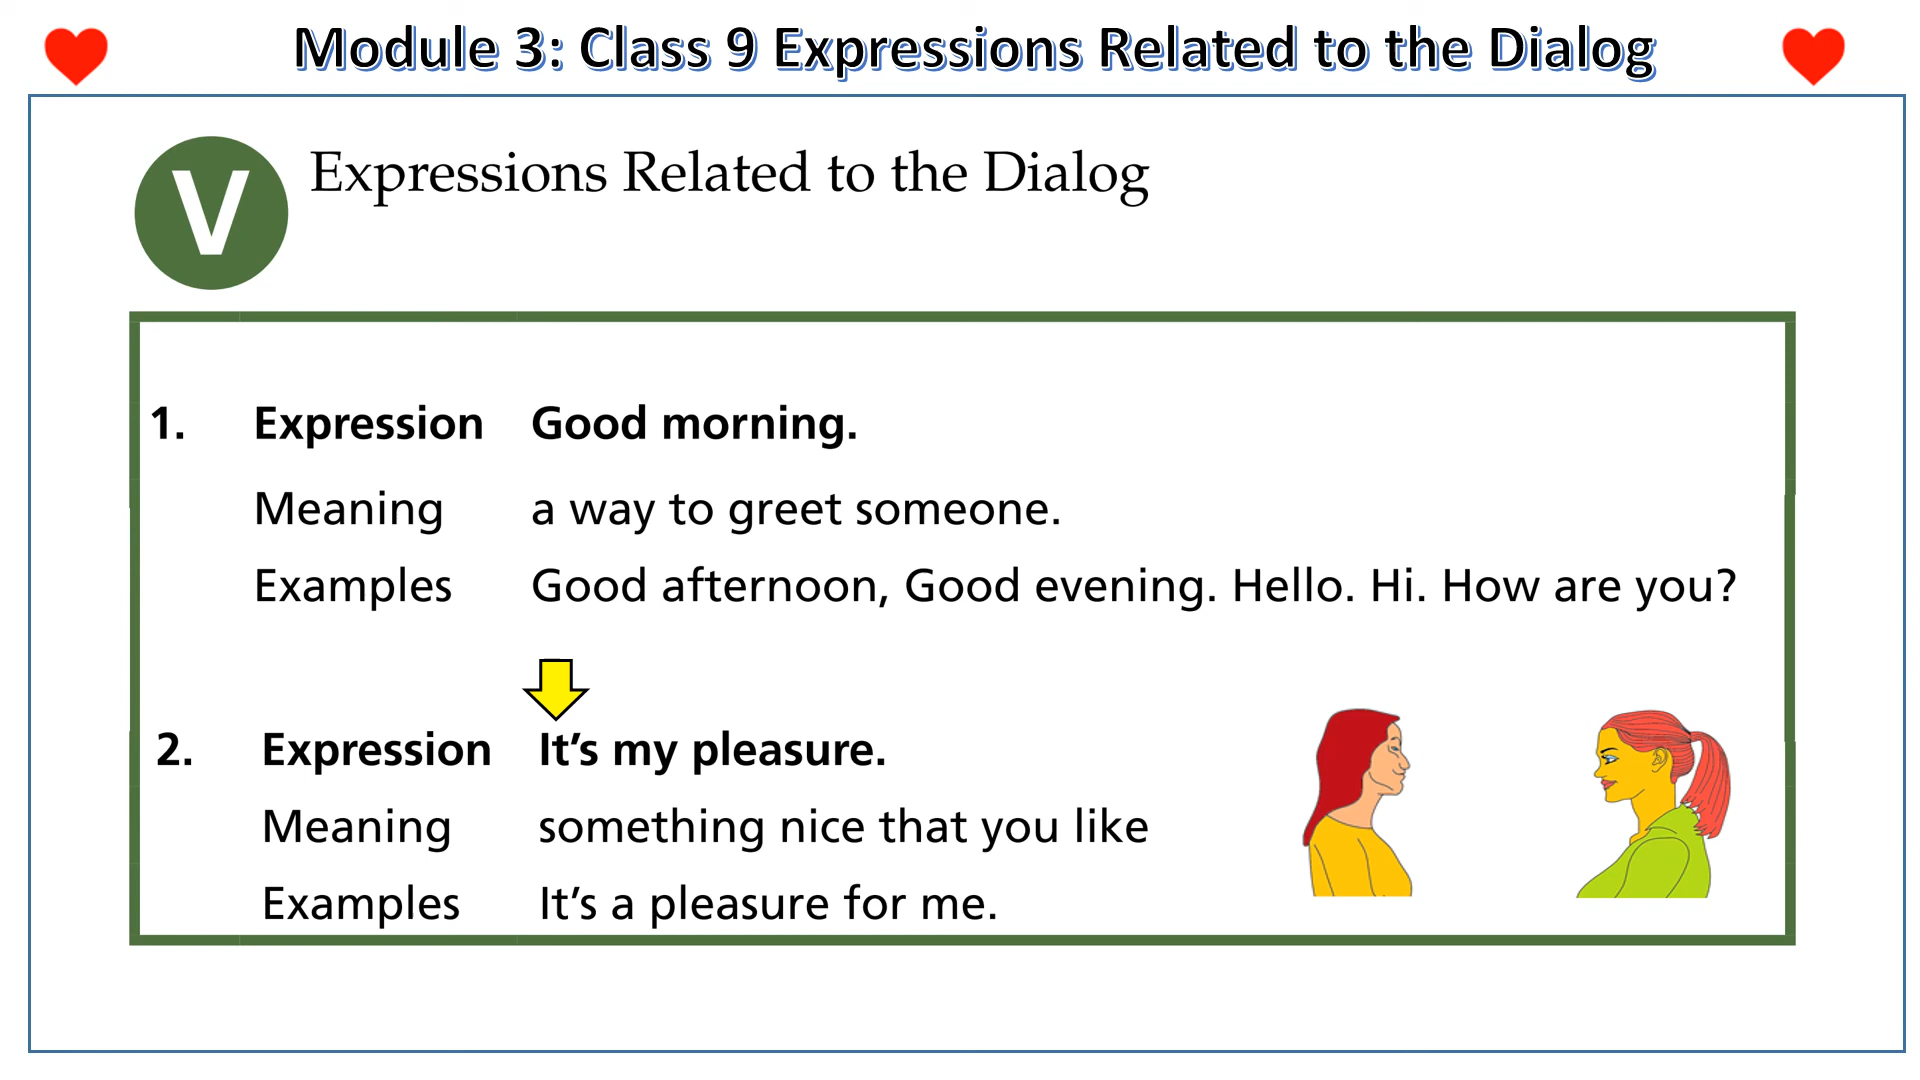 Module 3: Class 9 Expressions Related to the Dialog
V Expressions Related to the Dialog
1. Expression Good morning.
Meaning a way to greet someone.
Examples Good afternoon, Good evening. Hello. Hi. How are you?
2. Expression It’s my pleasure.
Meaning something nice that you like
Examples It’s a pleasure for me.